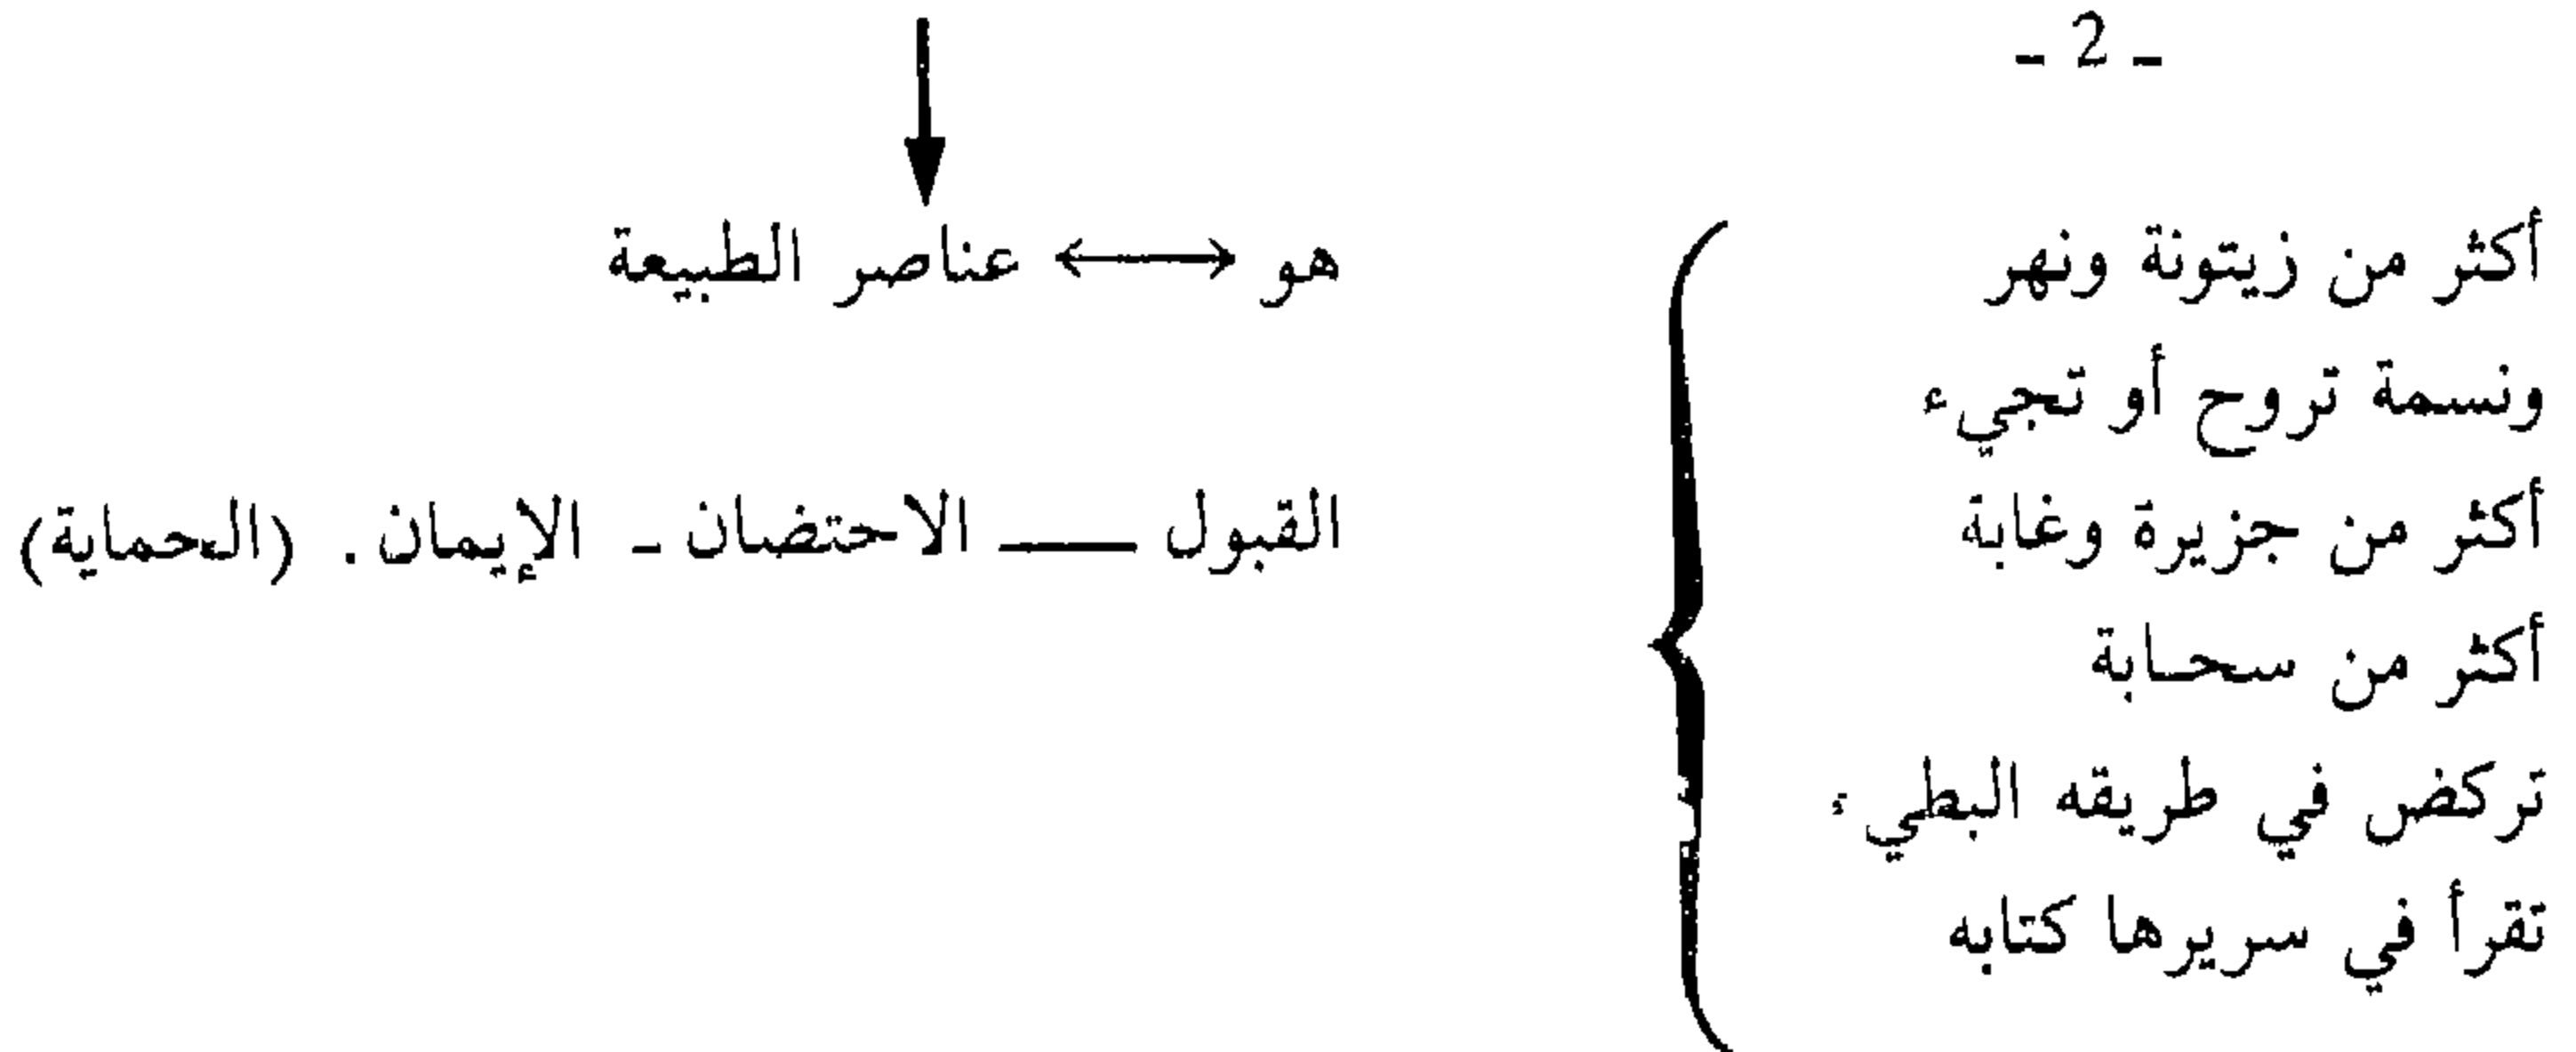 - 2 -
أكثر من زيتونة ونهر
ونسمة تروح أو تجيء
أكثر من جزيرة وغابة
أكثر من سحابة
تركض في طريقه البطيء
تقرأ في سريرها كتابه
هو ⟷ عناصر الطبيعة
القبول — الاحتضان - الإيمان. (الحماية)